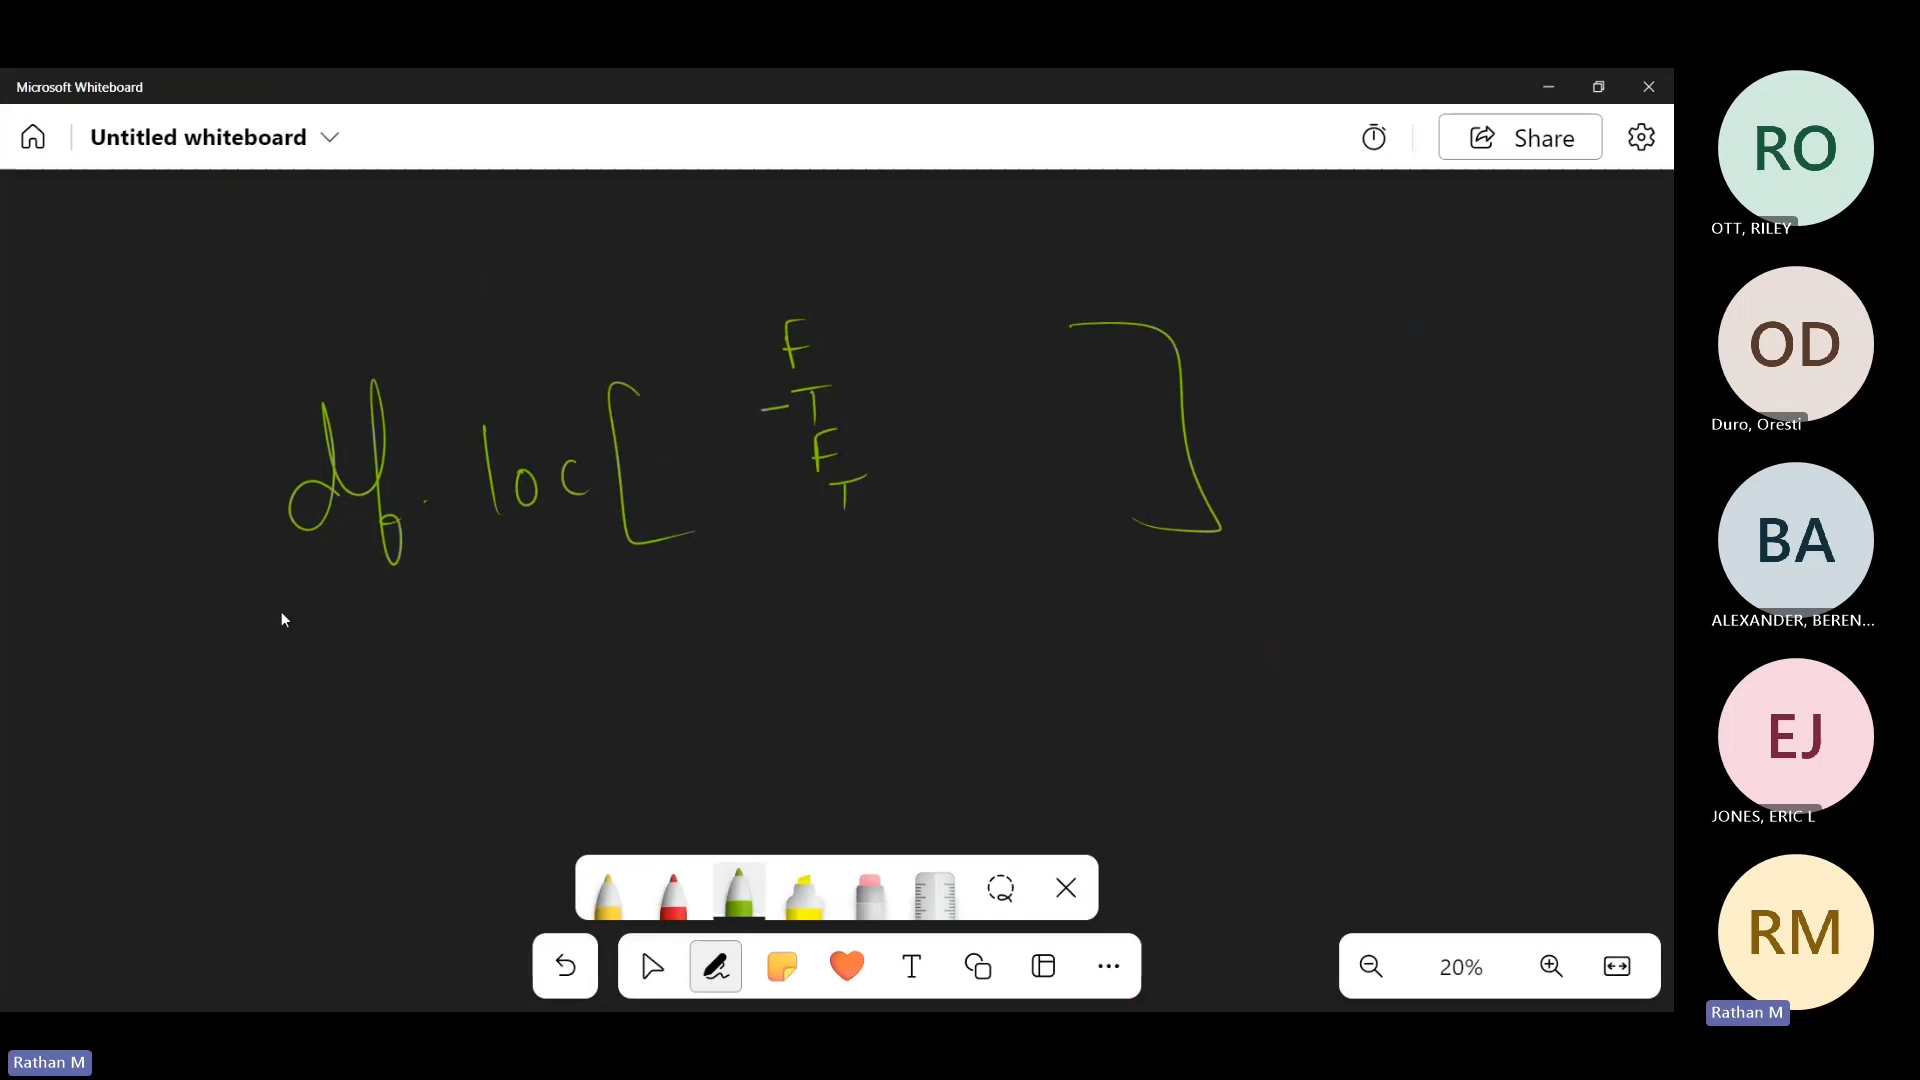 Microsoft Whiteboard
Untitled whiteboard
Share
RO
OTT, RILEY
F
-T
F
T
df.loc[ ]
OD
Duro, Oresti
BA
ALEXANDER, BEREN...
EJ
JONES, ERIC L
RM
Rathan M
T
20%
Rathan M